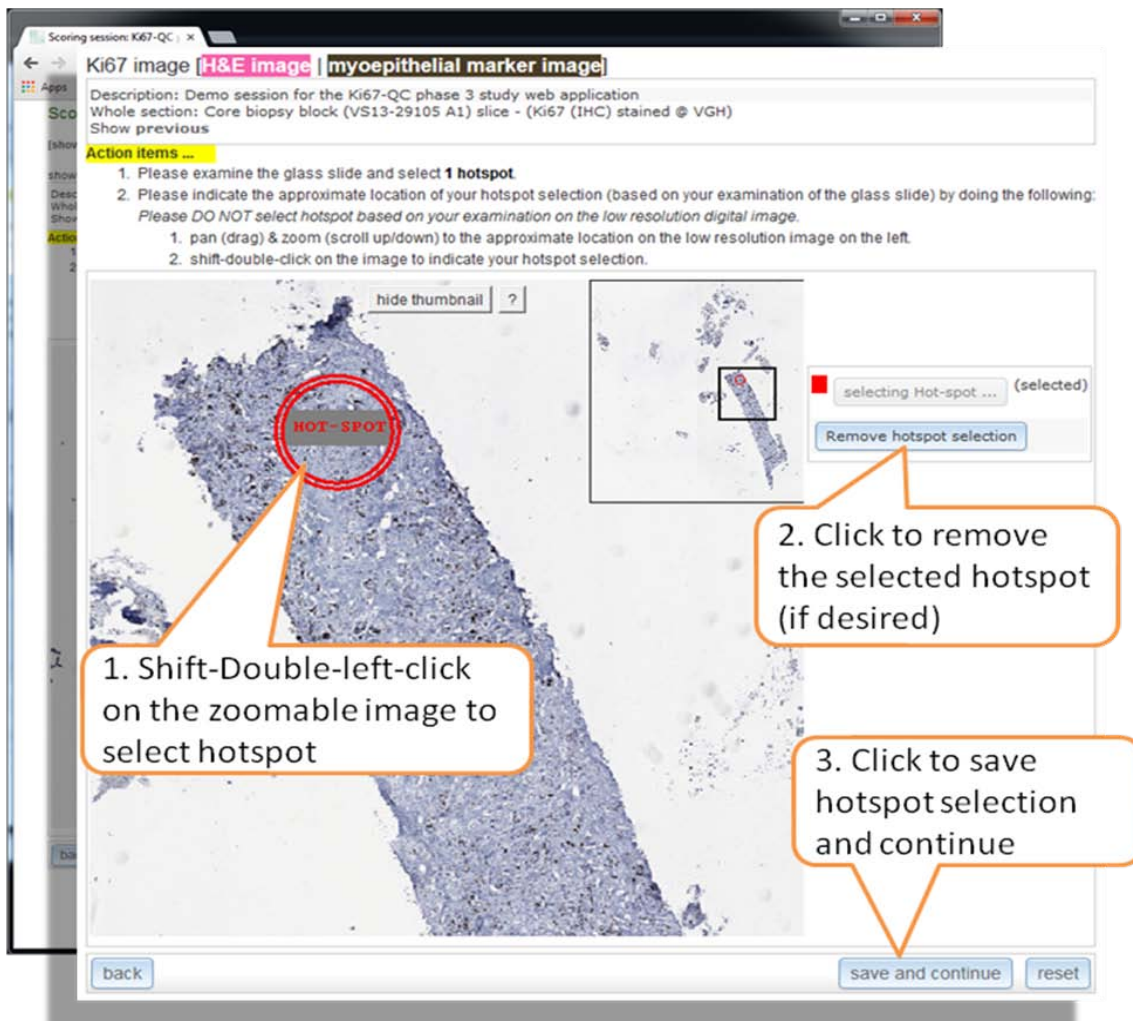 Scoring session: Ki67-QC
Apps
Ki67 image [H&E image | myoepithelial marker image]
Description: Demo session for the Ki67-QC phase 3 study web application
Whole section: Core biopsy block (VS13-29105 A1) slice - (Ki67 (IHC) stained @ VGH)
Show previous
Action items ...
1. Please examine the glass slide and select 1 hotspot.
2. Please indicate the approximate location of your hotspot selection (based on your examination of the glass slide) by doing the following:
Please DO NOT select hotspot based on your examination on the low resolution digital image.
1. pan (drag) & zoom (scroll up/down) to the approximate location on the low resolution image on the left.
2. shift-double-click on the image to indicate your hotspot selection.
hide thumbnail ?
selecting Hot-spot ... (selected)
Remove hotspot selection
HOT-SPOT
2. Click to remove
the selected hotspot
(if desired)
1. Shift-Double-left-click
on the zoomable image to
select hotspot
3. Click to save
hotspot selection
and continue
back
save and continue
reset